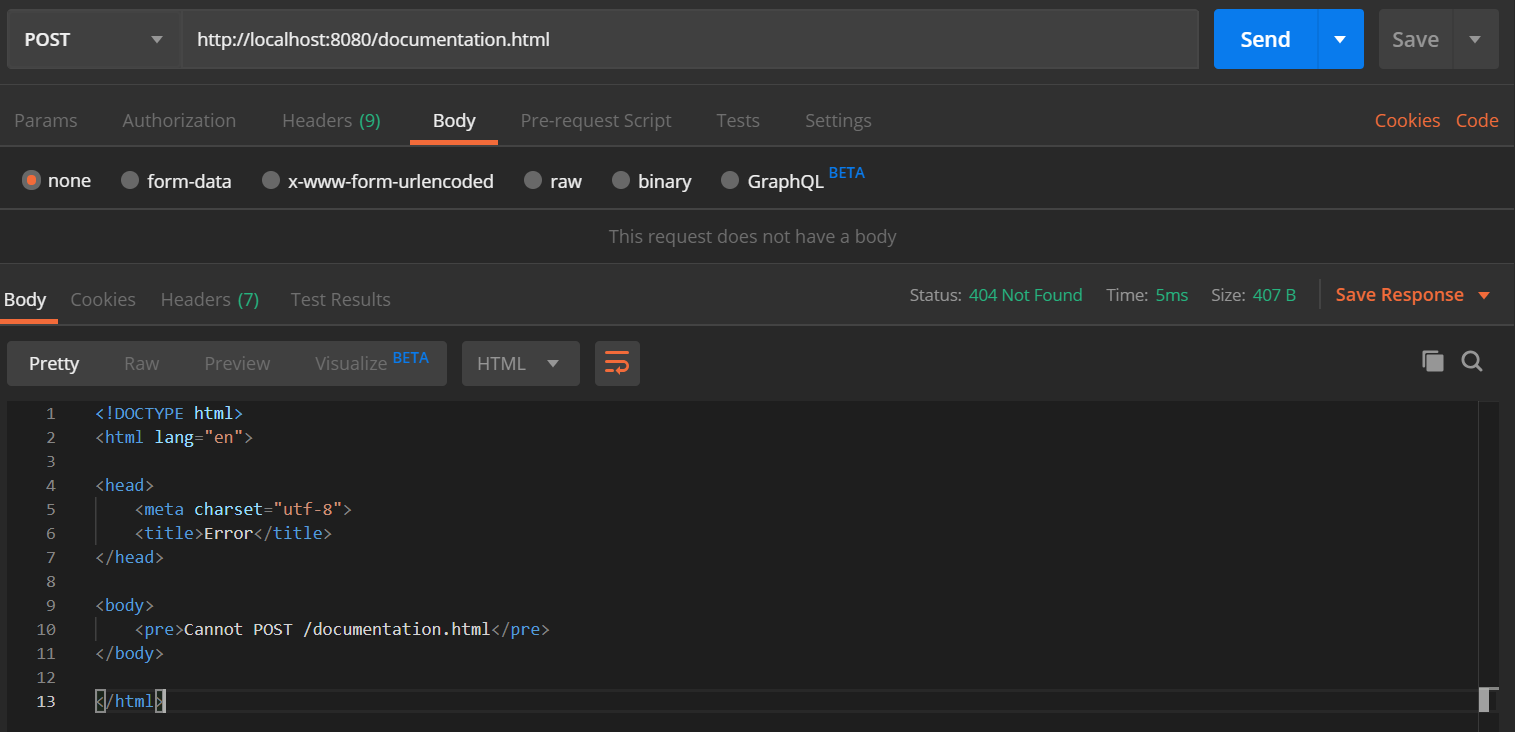 POST http://localhost:8080/documentation.html Send Save
Params Authorization Headers (9) Body Pre-request Script Tests Settings Cookies Code
none form-data x-www-form-urlencoded raw binary GraphQL BETA
This request does not have a body
Body Cookies Headers (7) Test Results Status: 404 Not Found Time: 5ms Size: 407 B Save Response
Pretty Raw Preview Visualize BETA HTML
1 <!DOCTYPE html>
2 <html lang="en">
3
4 <head>
5 <meta charset="utf-8">
6 <title>Error</title>
7 </head>
8
9 <body>
10 <pre>Cannot POST /documentation.html</pre>
11 </body>
12
13 </html>